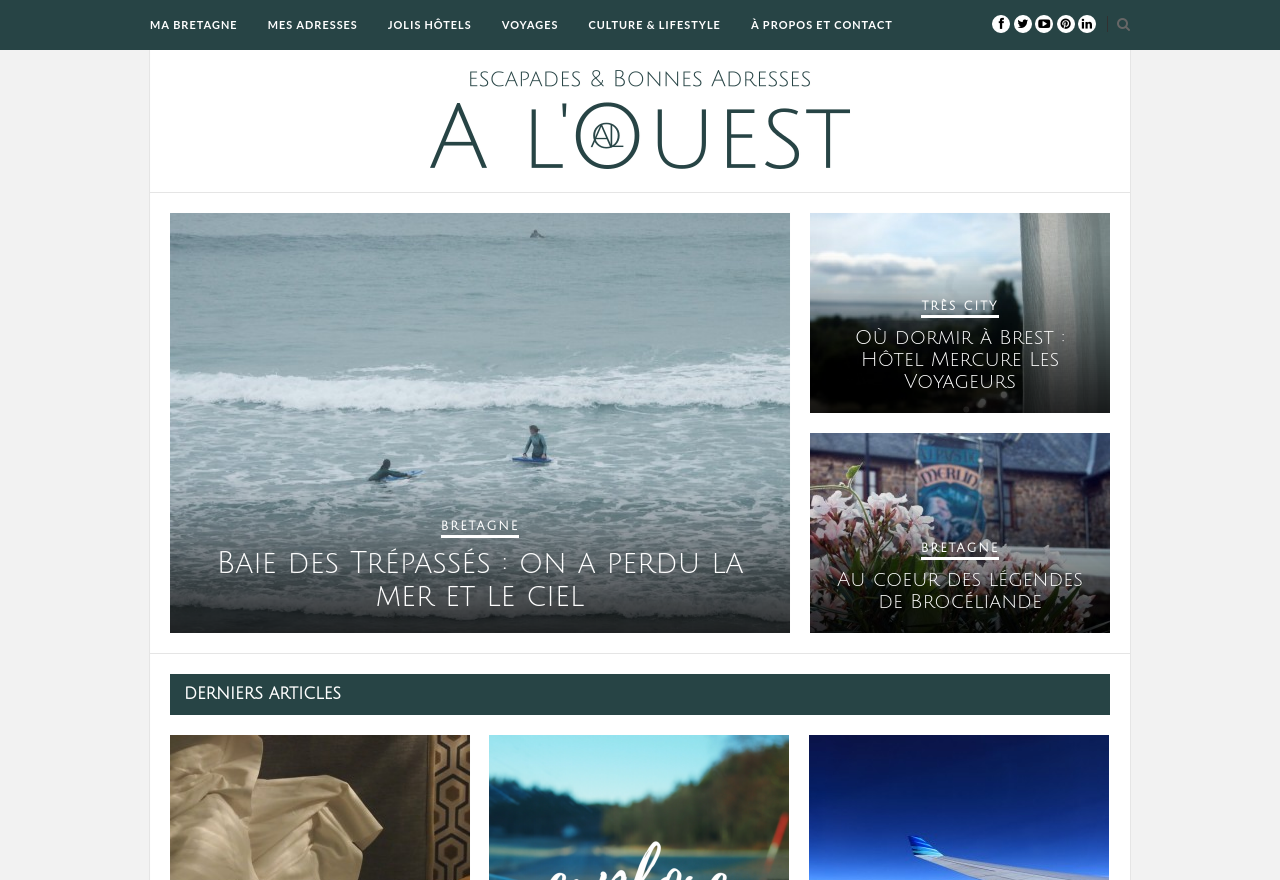 MA BRETAGNE MES ADRESSES JOLIS HÔTELS VOYAGES CULTURE & LIFESTYLE À PROPOS ET CONTACT
ESCAPADES & BONNES ADRESSES
A L'OUEST
BRETAGNE
BAIE DES TRÉPASSÉS : ON A PERDU LA
MER ET LE CIEL
TRÈS CITY
OÙ DORMIR À BREST :
HÔTEL MERCURE LES
VOYAGEURS
MERLIN
BRETAGNE
AU COEUR DES LÉGENDES
DE BROCÉLIANDE
DERNIERS ARTICLES
explore